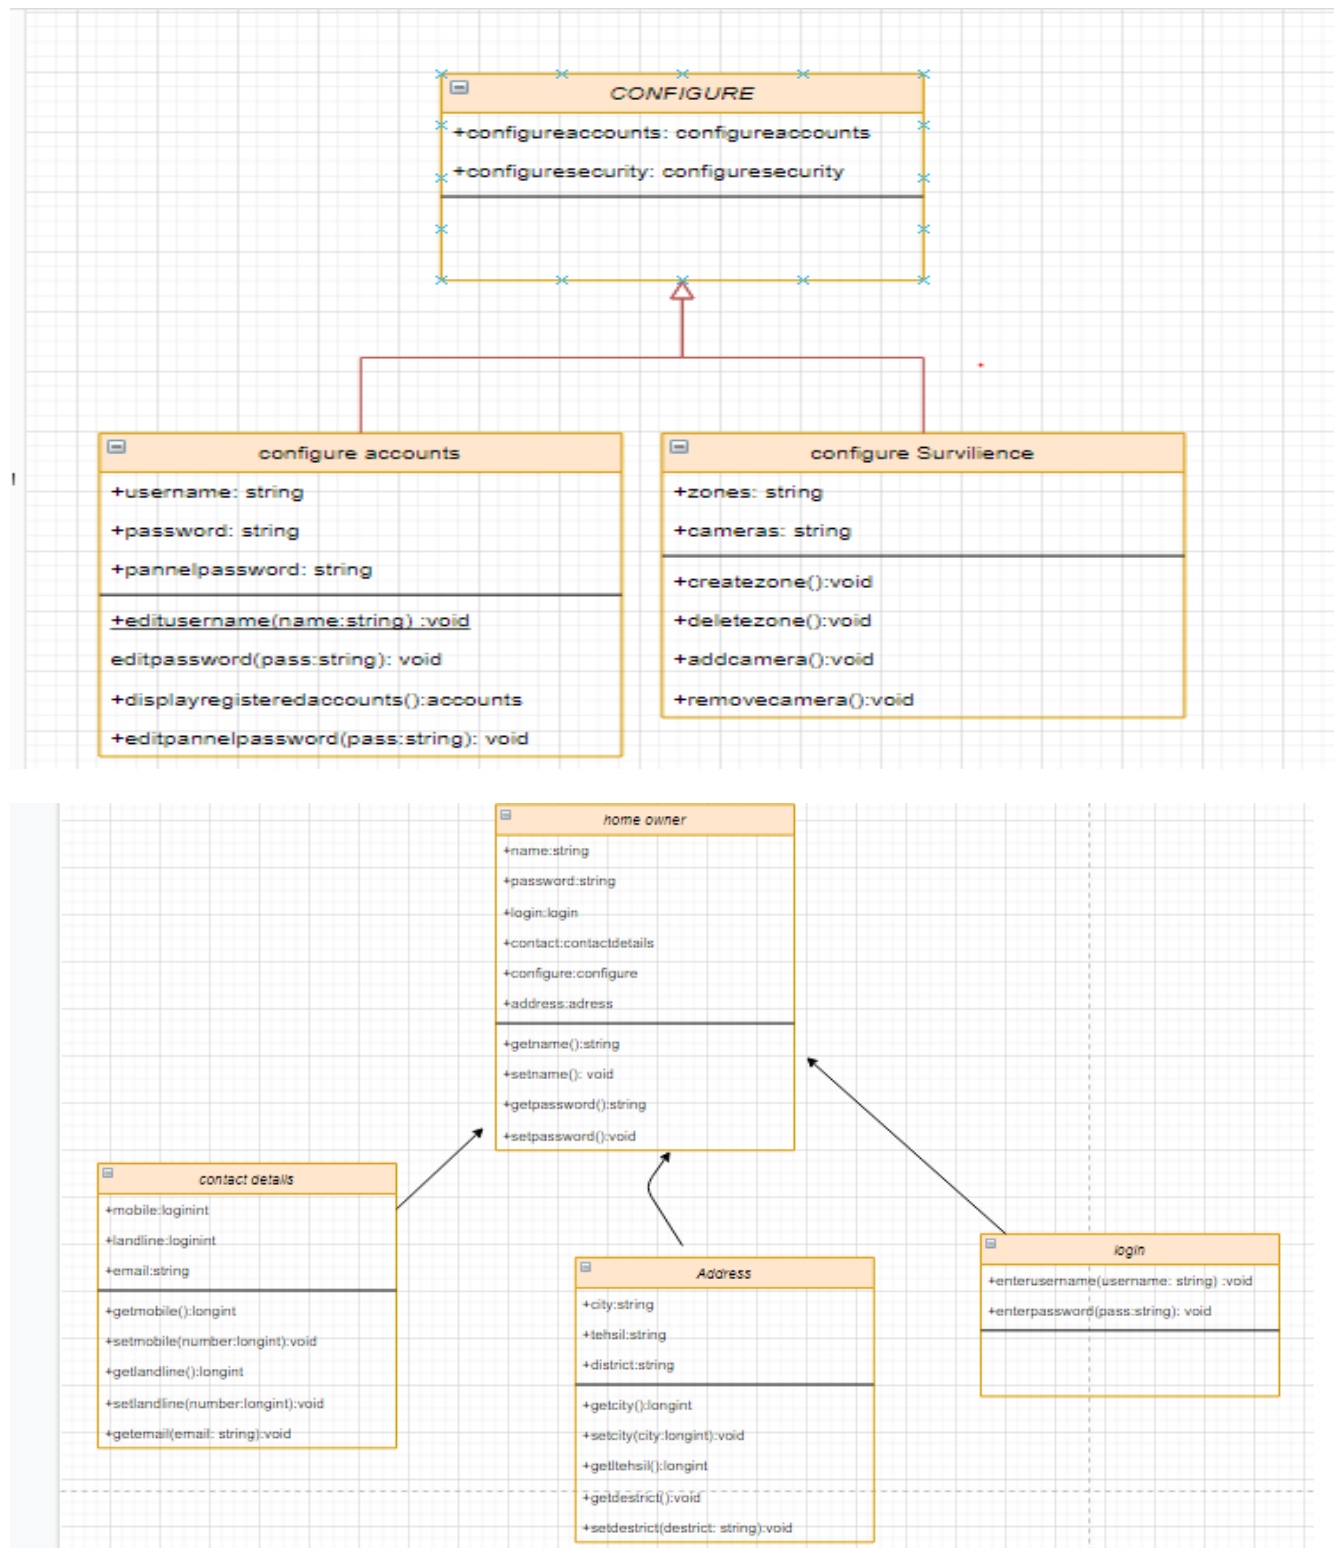 CONFIGURE
+configureaccounts: configureaccounts
+configuresecurity: configuresecurity
configure accounts
+username: string
+password: string
+pannelpassword: string
+editusername(name:string) :void
editpassword(pass:string): void
+displayregisteredaccounts():accounts
+editpannelpassword(pass:string): void
configure Survilience
+zones: string
+cameras: string
+createzone():void
+deletezone():void
+addcamera():void
+removecamera():void
home owner
+name:string
+password:string
+login:login
+contact:contactdetails
+configure:configure
+address:adress
+getname():string
+setname(): void
+getpassword():string
+setpassword():void
contact details
+mobile:loginint
+landline:loginint
+email:string
+getmobile():longint
+setmobile(number:longint):void
+getlandline():longint
+setlandline(number:longint):void
+getemail(email: string):void
Address
+city:string
+tehsil:string
+district:string
+getcity():longint
+setcity(city:longint):void
+getltehsil():longint
+getdestrict():void
+setdestrict(destrict: string):void
login
+enterusername(username: string) :void
+enterpassword(pass:string): void